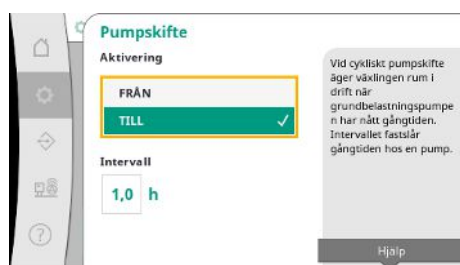 Pumpskifte
Aktivering
FRÅN
TILL
Intervall
1,0 h
Vid cykliskt pumpskifte
äger växlingen rum i
drift när
grundbelastningspumpe
n har nått gångtiden.
Intervallet fastslår
gångtiden hos en pump.
Hjälp